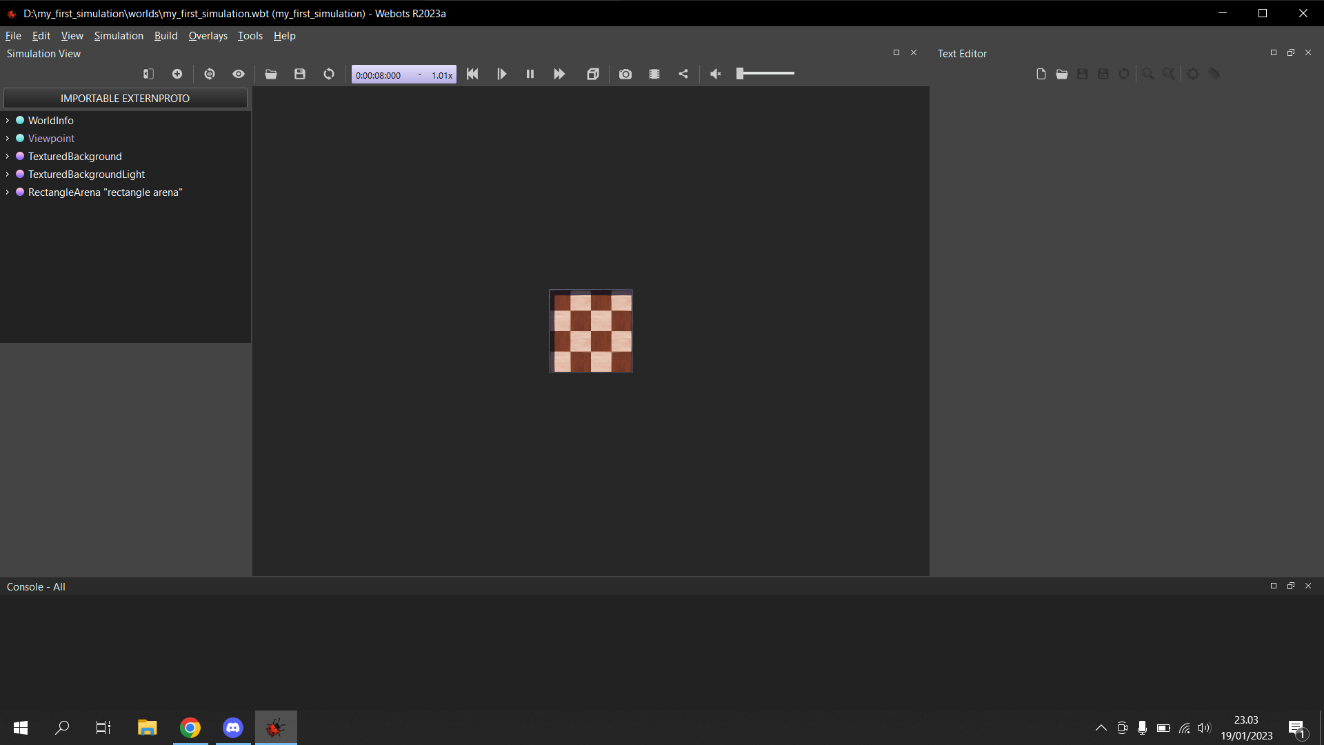 D:\my_first_simulation\worlds\my_first_simulation.wbt (my_first_simulation) - Webots R2023a
File Edit View Simulation Build Overlays Tools Help
Simulation View
Text Editor
0:00:08:000 - 1.01x
IMPORTABLE EXTERNPROTO
WorldInfo
Viewpoint
TexturedBackground
TexturedBackgroundLight
RectangleArena "rectangle arena"
Console - All
23.03
19/01/2023
1